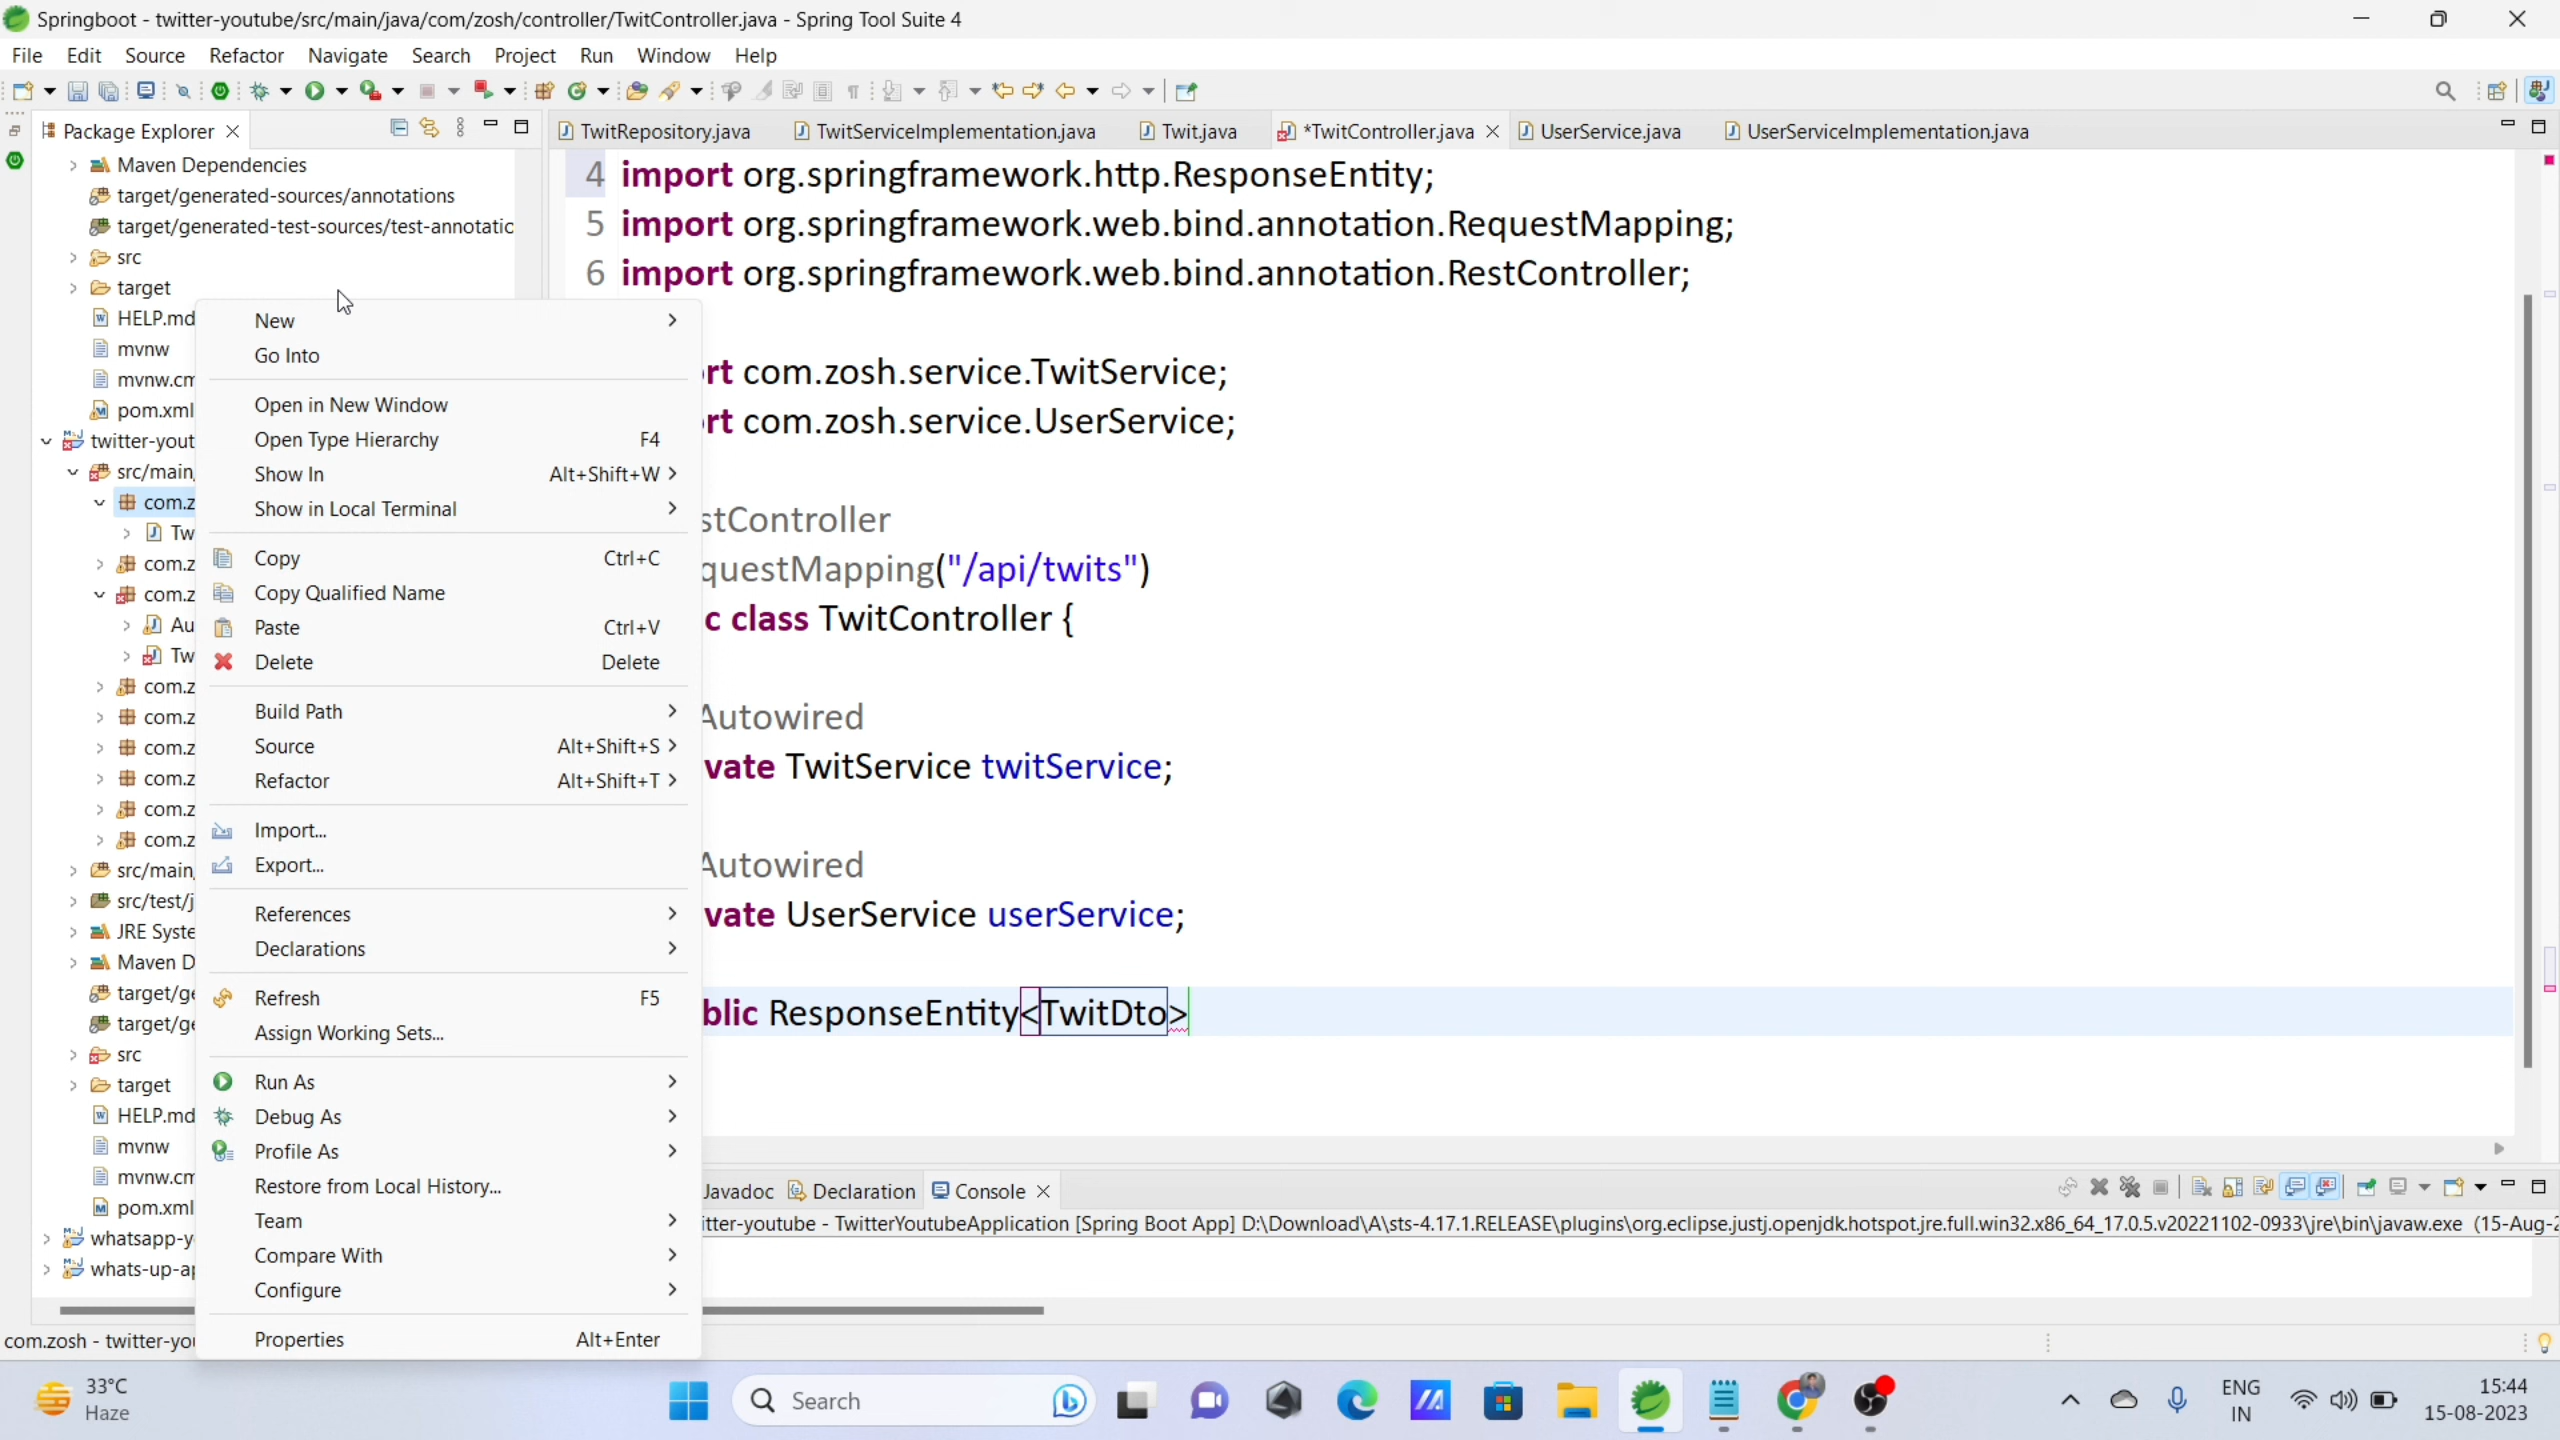 Springboot - twitter-youtube/src/main/java/com/zosh/controller/TwitController.java - Spring Tool Suite 4
File Edit Source Refactor Navigate Search Project Run Window Help
Package Explorer
TwitRepository.java TwitServiceImplementation.java Twit.java *TwitController.java UserService.java UserServiceImplementation.java
Maven Dependencies
target/generated-sources/annotations
target/generated-test-sources/test-annotatic
src
target
HELP.md
mvnw
mvnw.cm
pom.xml
twitter-yout
src/main,
com.z
Tw
com.z
com.z
Au
Tw
com.z
com.z
com.z
com.z
com.z
com.z
src/main,
src/test/j
JRE Syste
Maven D
target/ge
target/ge
src
target
HELP.md
mvnw
mvnw.cm
pom.xml
whatsapp-y
whats-up-ap
New
Go Into
Open in New Window
Open Type Hierarchy F4
Show In Alt+Shift+W
Show in Local Terminal
Copy Ctrl+C
Copy Qualified Name
Paste Ctrl+V
Delete Delete
Build Path
Source Alt+Shift+S
Refactor Alt+Shift+T
Import...
Export...
References
Declarations
Refresh F5
Assign Working Sets...
Run As
Debug As
Profile As
Restore from Local History...
Team
Compare With
Configure
Properties Alt+Enter
4 import org.springframework.http.ResponseEntity;
5 import org.springframework.web.bind.annotation.RequestMapping;
6 import org.springframework.web.bind.annotation.RestController;
rt com.zosh.service.TwitService;
rt com.zosh.service.UserService;
stController
questMapping("/api/twits")
c class TwitController {
Autowired
vate TwitService twitService;
Autowired
vate UserService userService;
blic ResponseEntity<TwitDto>
Javadoc Declaration Console
itter-youtube - TwitterYoutubeApplication [Spring Boot App] D:\Download\A\sts-4.17.1.RELEASE\plugins\org.eclipse.justj.openjdk.hotspot.jre.full.win32.x86_64_17.0.5.v20221102-0933\jre\bin\javaw.exe (15-Aug-2
com.zosh - twitter-you
33°C
Haze
Search
ENG
IN
15:44
15-08-2023